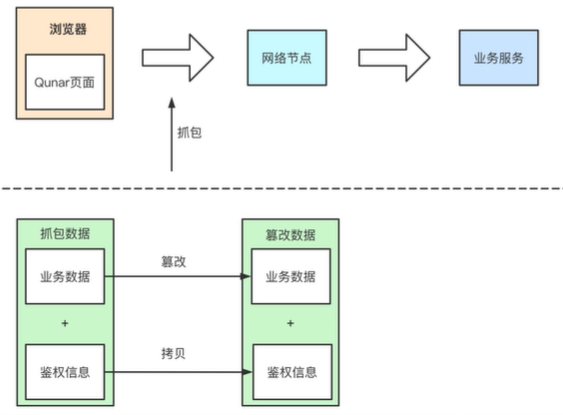 浏览器
Qunar页面
网络节点
业务服务
抓包
抓包数据
篡改数据
业务数据
篡改
业务数据
+
+
鉴权信息
拷贝
鉴权信息